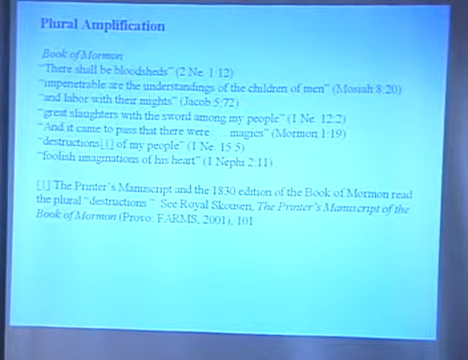 Plural Amplification
Book of Mormon
"There shall be bloodsheds" (2 Ne. 1:12)
"impenetrable are the understandings of the children of men" (Mosiah 8:20)
"and labor with their mights" (Jacob 5:72)
"great slaughters with the sword among my people" (1 Ne. 12:2)
"And it came to pass that there were magics" (Mormon 1:19)
"destructions[1] of my people" (1 Ne. 15:5)
"foolish imaginations of his heart" (1 Nephi 2:11)
[1] The Printer's Manuscript and the 1830 edition of the Book of Mormon read
the plural "destructions." See Royal Skousen, The Printer's Manuscript of the
Book of Mormon (Provo: FARMS, 2001), 101